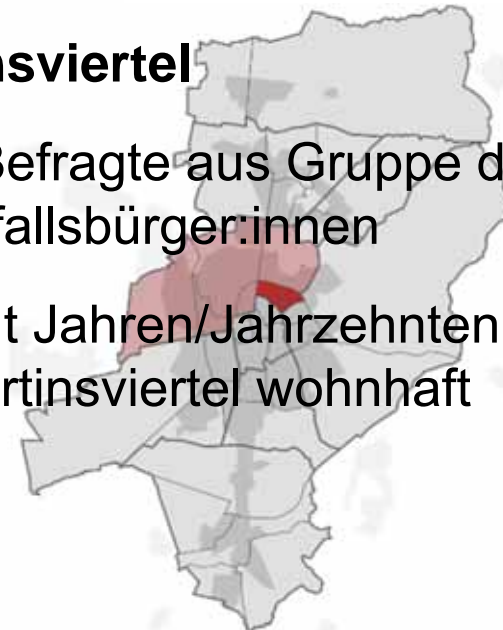 nsviertel
Befragte aus Gruppe d
fallsbürger:innen
t Jahren/Jahrzehnten
rtinsviertel wohnhaft